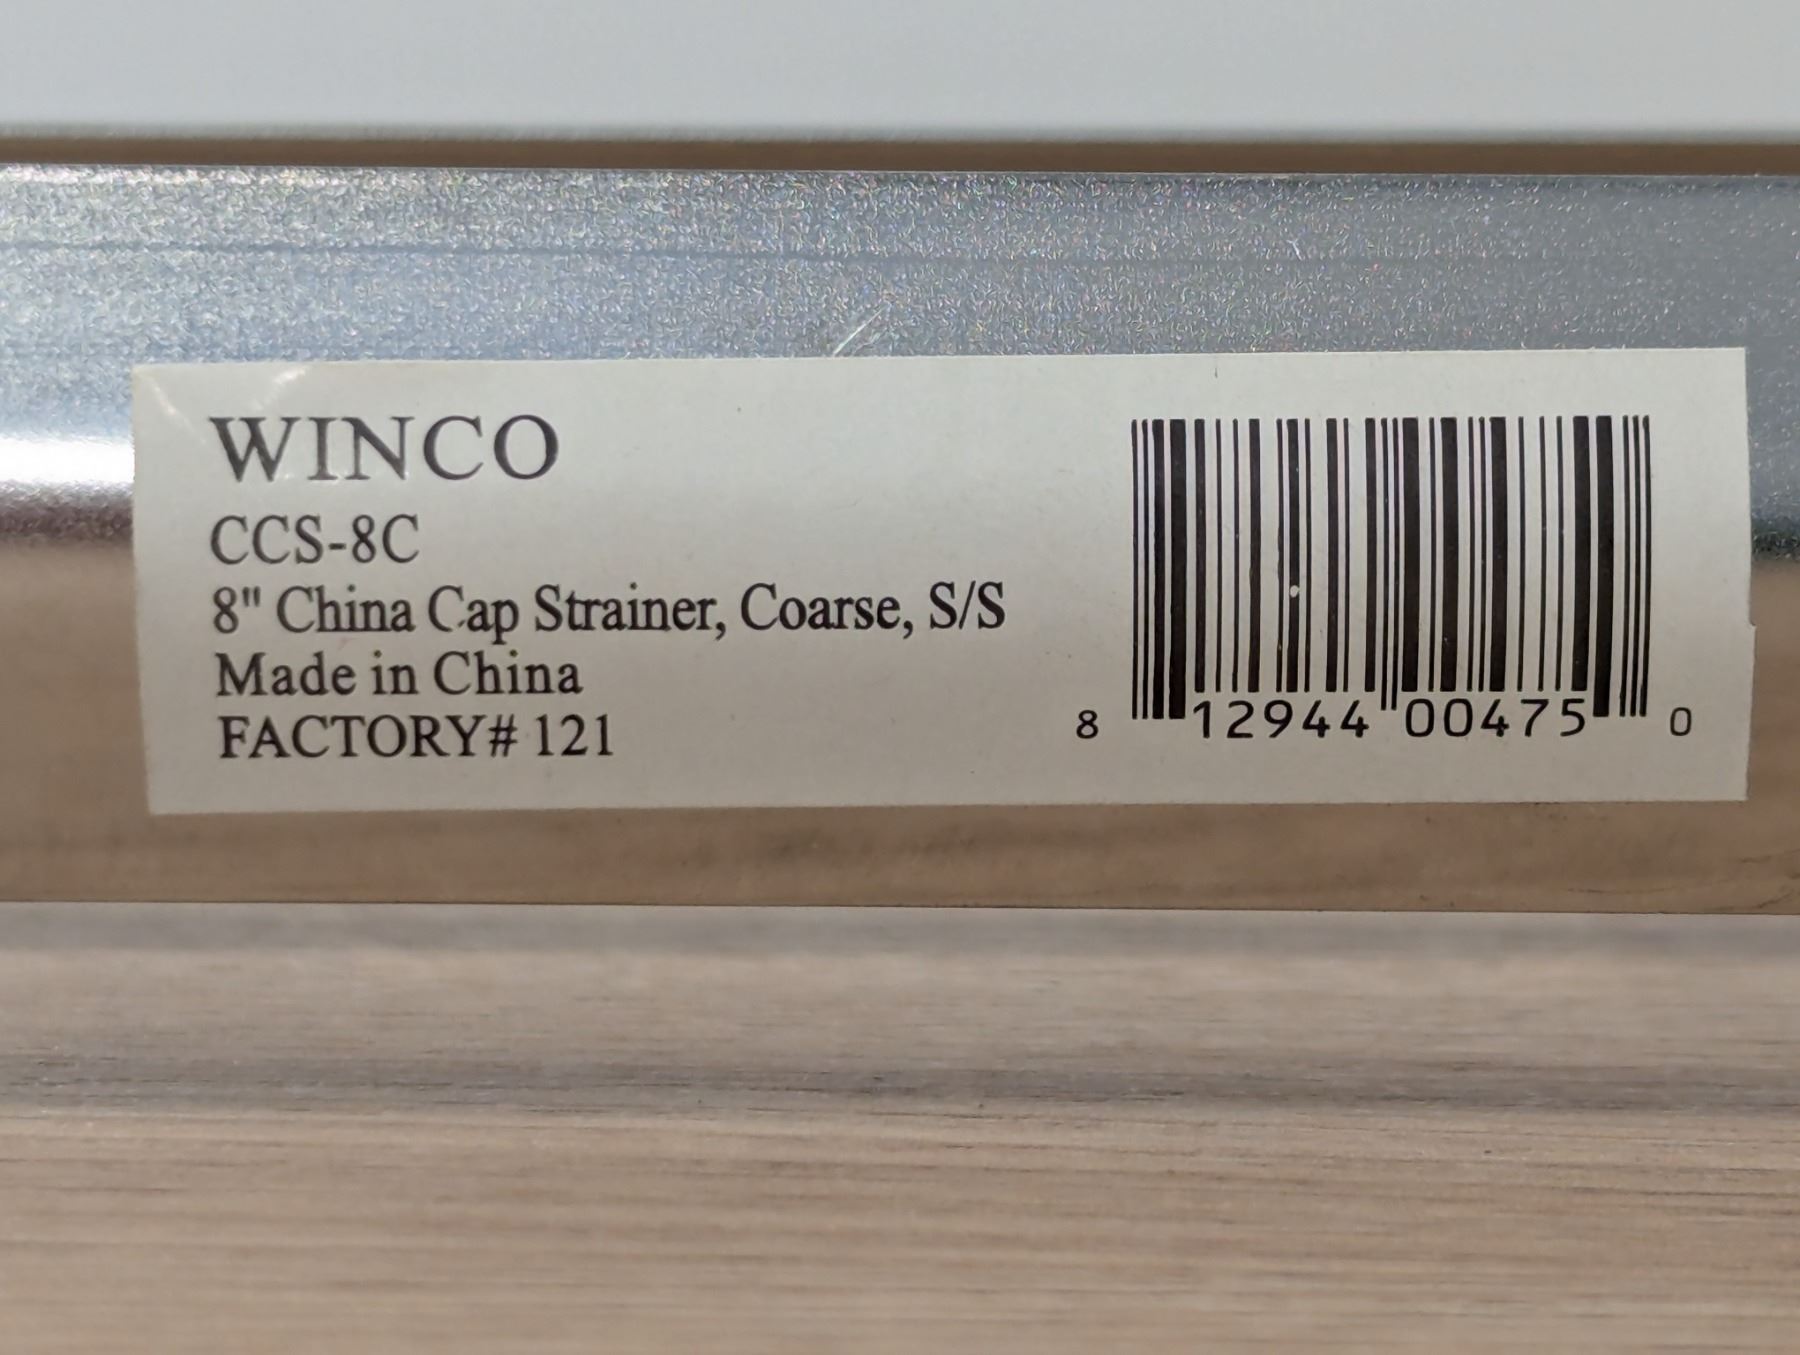 WINCO
CCS-8C
8" China Cap Strainer, Coarse, S/S
Made in China
FACTORY# 121
8 12944 00475 0